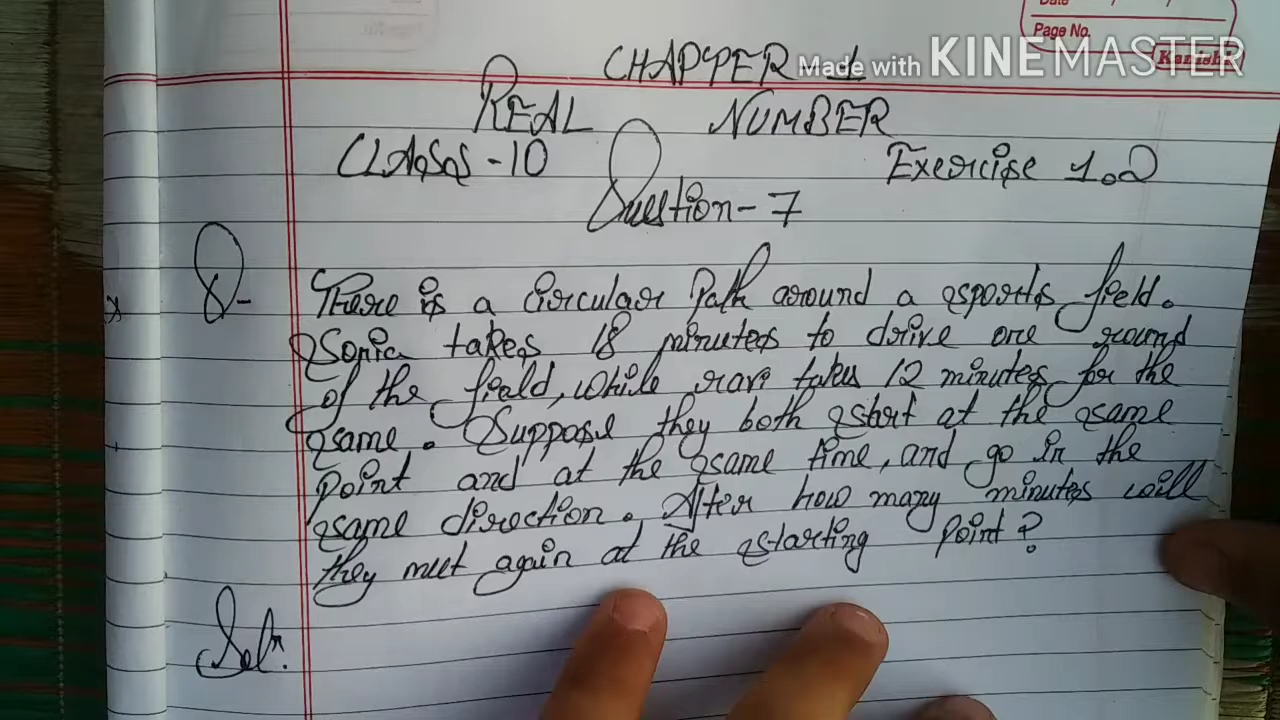 Date / /
Page No.
Kanishk
Made with KINEMASTER
CHAPTER - 1
REAL NUMBER
CLASS - 10 Exercise 1.2
Question - 7
Q- There is a circular Path around a sports field.
Sonia takes 18 minutes to drive one round
of the field, while ravi takes 12 minutes for the
same. Suppose they both start at the same
point and at the same time, and go in the
same direction. After how many minutes will
they meet again at the starting point?
Solⁿ.